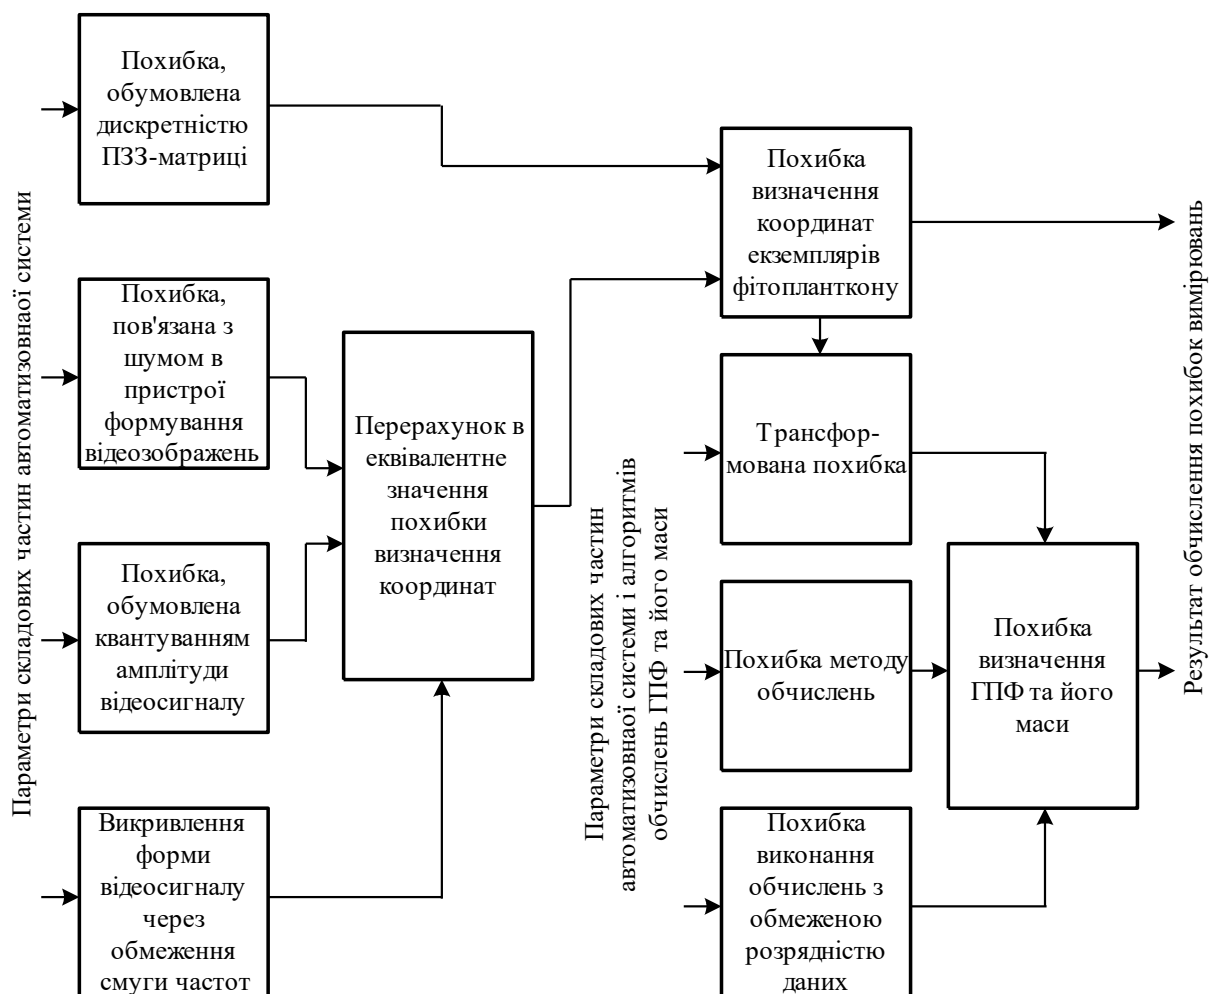 Параметри складових частин автоматизовнаої системи
Похибка,
обумовлена
дискретністю
ПЗЗ-матриці
Похибка,
пов'язана з
шумом в
пристрої
формування
відеозображень
Похибка,
обумовлена
квантуванням
амплітуди
відеосигналу
Викривлення
форми
відеосигналу
через
обмеження
смуги частот
Перерахунок в
еквівалентне
значення
похибки
визначення
координат
Похибка
визначення
координат
екземплярів
фітопланткону
Параметри складових частин
автоматизовнаої системи і алгоритмів
обчислень ГПФ та його маси
Трансфор-
мована похибка
Похибка методу
обчислень
Похибка
виконання
обчислень з
обмеженою
розрядністю
даних
Похибка
визначення
ГПФ та його
маси
Результат обчислення похибок вимірювань